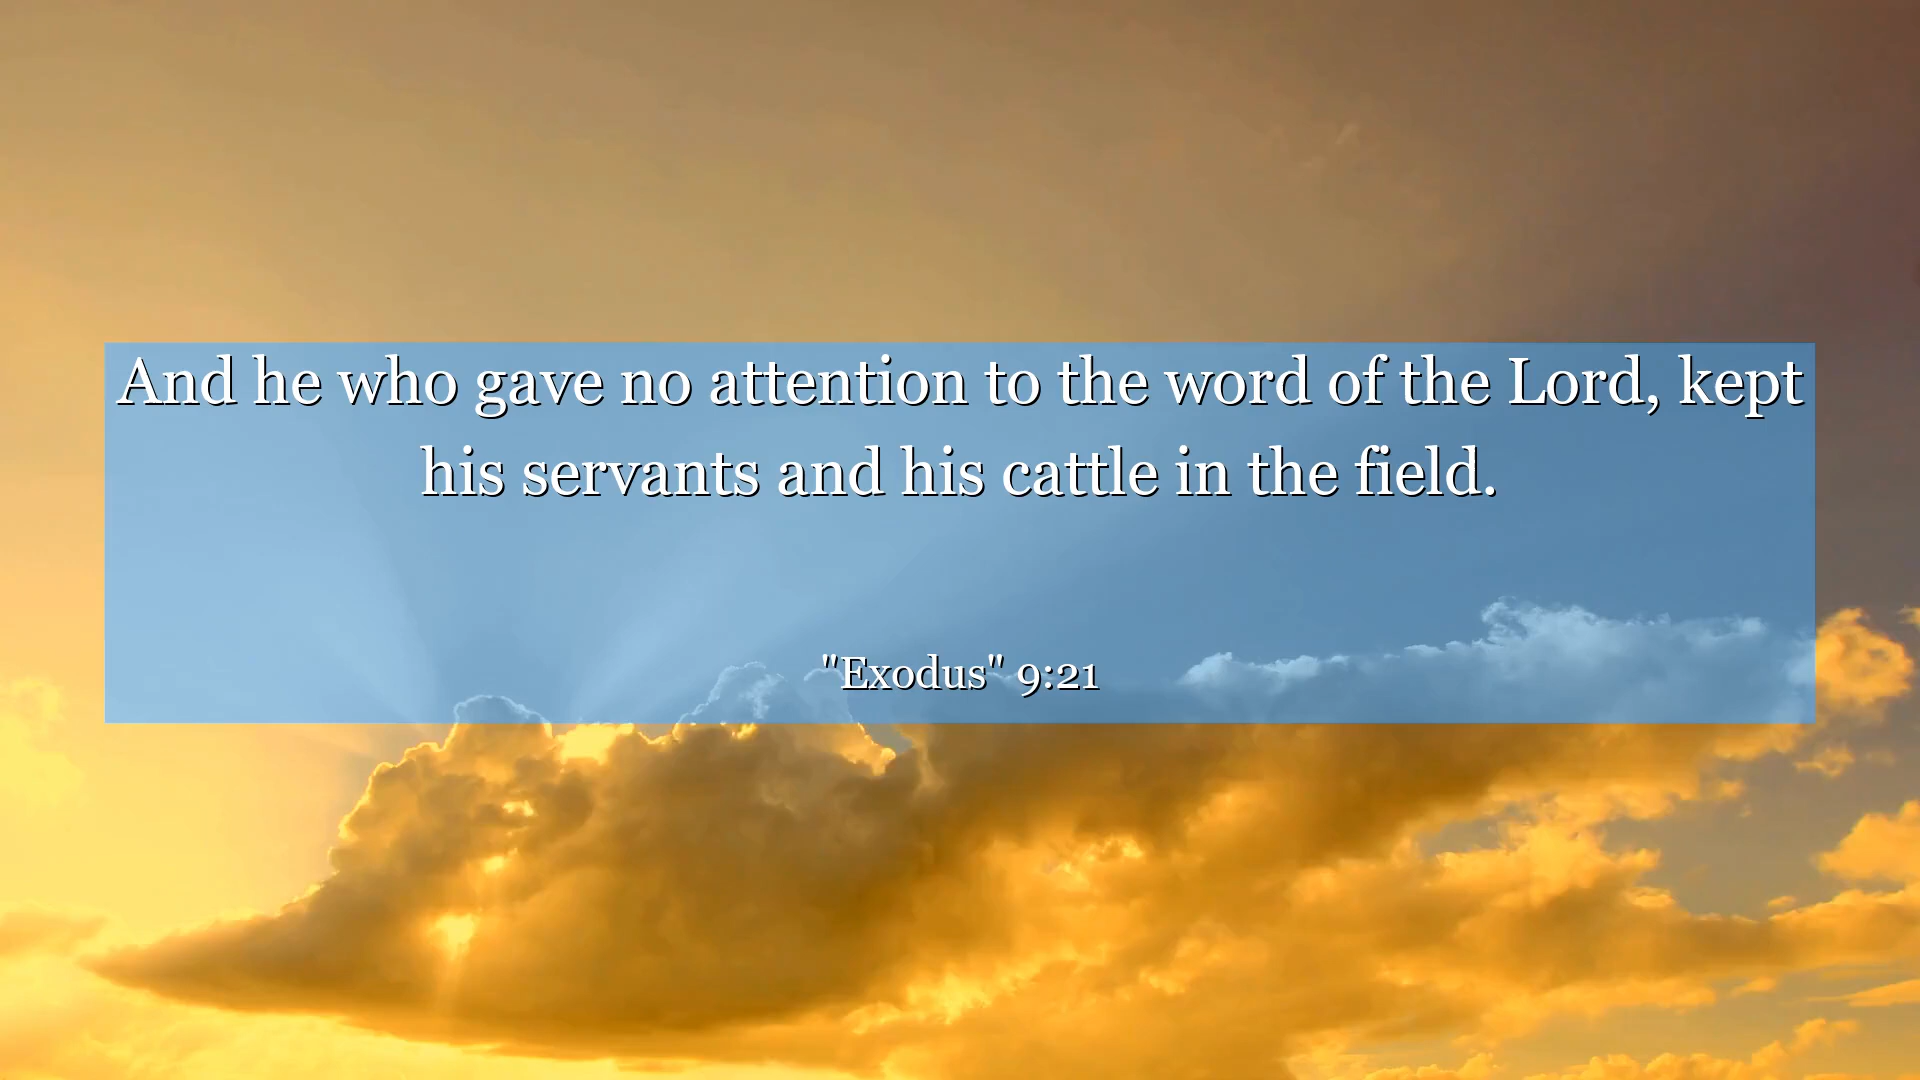 And he who gave no attention to the word of the Lord, kept
his servants and his cattle in the field.
"Exodus" 9:21